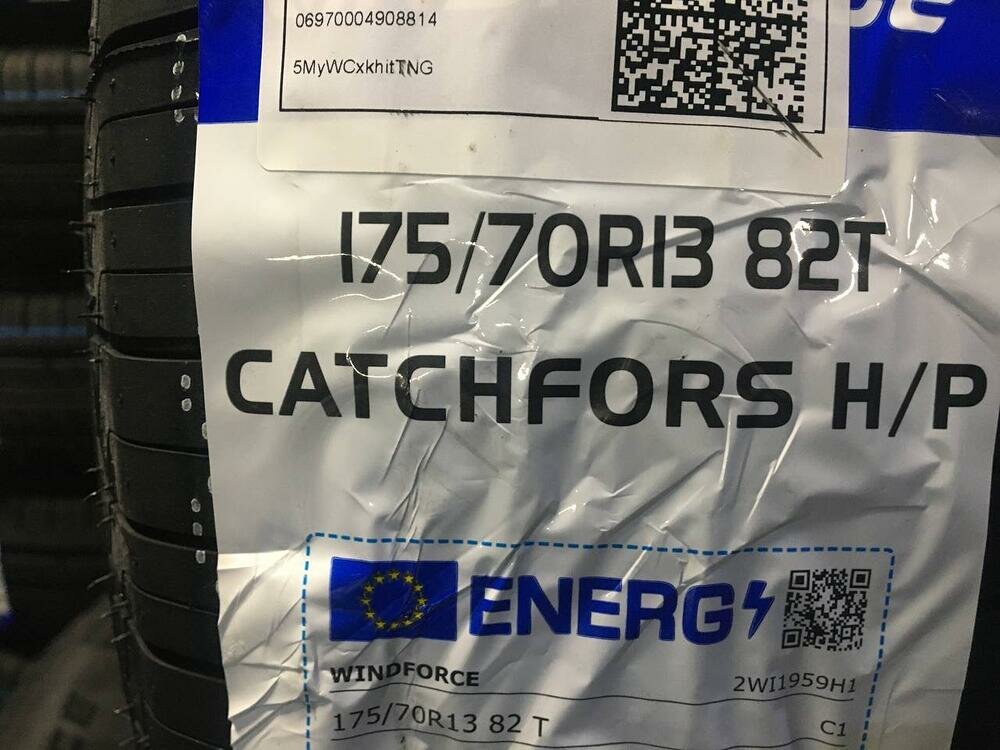 06970004908814
5MyWCxkhitTNG
175/70R13 82T
CATCHFORS H/P
ENERG
WINDFORCE
2WI1959H1
175/70R13 82 T
C1